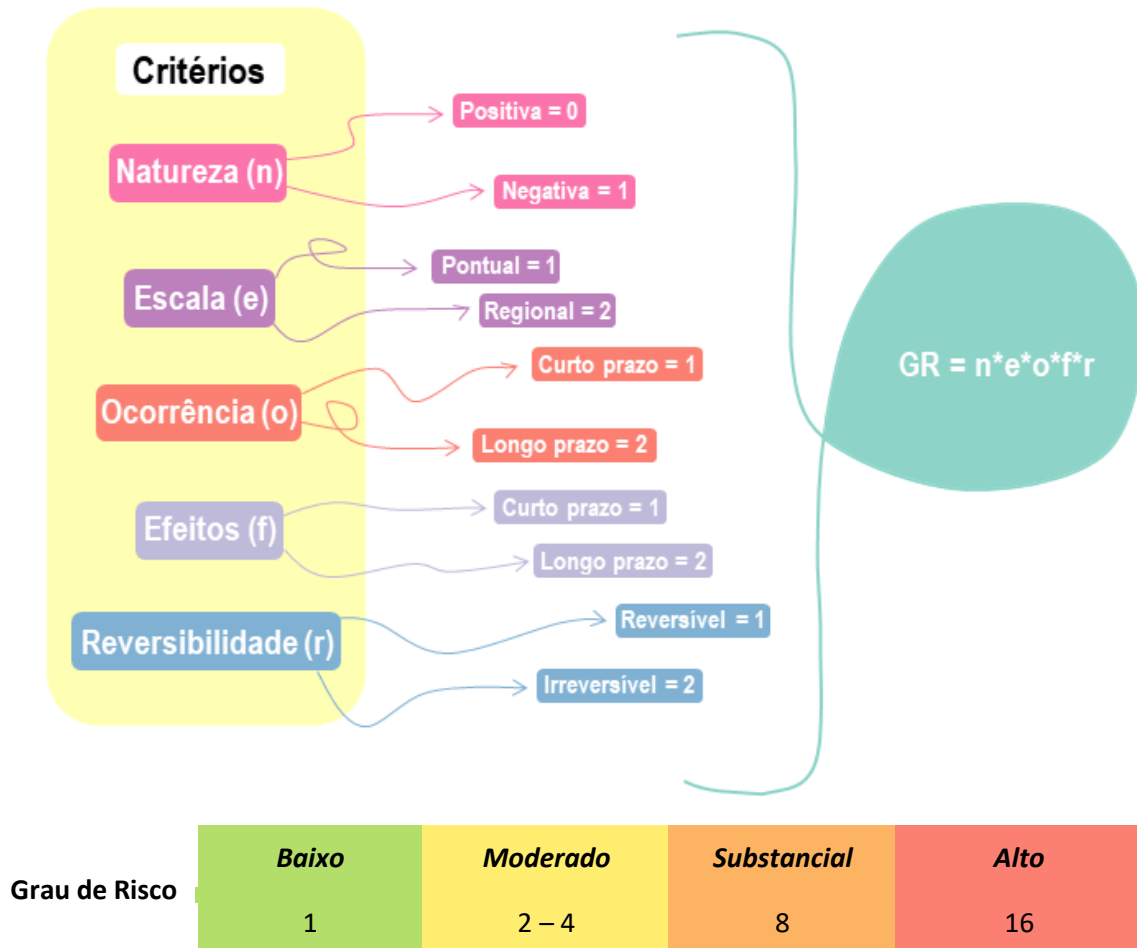 Critérios
Natureza (n)
Positiva = 0
Negativa = 1
Escala (e)
Pontual = 1
Regional = 2
Ocorrência (o)
Curto prazo = 1
Longo prazo = 2
Efeitos (f)
Curto prazo = 1
Longo prazo = 2
Reversibilidade (r)
Reversível = 1
Irreversível = 2
GR = n*e*o*f*r
Grau de Risco
Baixo Moderado Substancial Alto
1 2 – 4 8 16